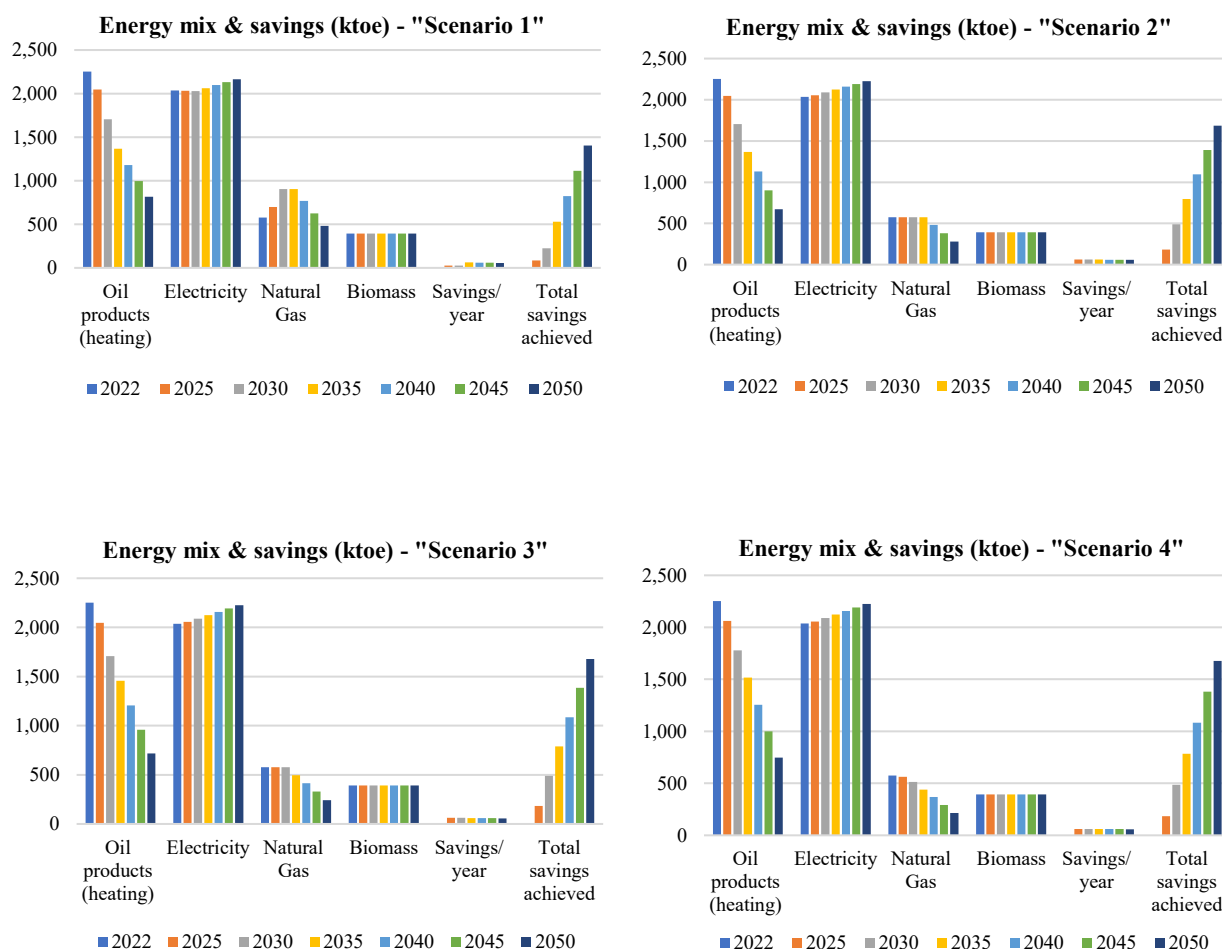 Energy mix & savings (ktoe) - "Scenario 1"
2,500
2,000
1,500
1,000
500
0
Oil products (heating)
Electricity
Natural Gas
Biomass
Savings/ year
Total savings achieved
2022 2025 2030 2035 2040 2045 2050
Energy mix & savings (ktoe) - "Scenario 2"
2,500
2,000
1,500
1,000
500
0
Oil products (heating)
Electricity
Natural Gas
Biomass
Savings/ year
Total savings achieved
2022 2025 2030 2035 2040 2045 2050
Energy mix & savings (ktoe) - "Scenario 3"
2,500
2,000
1,500
1,000
500
0
Oil products (heating)
Electricity
Natural Gas
Biomass
Savings/ year
Total savings achieved
2022 2025 2030 2035 2040 2045 2050
Energy mix & savings (ktoe) - "Scenario 4"
2,500
2,000
1,500
1,000
500
0
Oil products (heating)
Electricity
Natural Gas
Biomass
Savings/ year
Total savings achieved
2022 2025 2030 2035 2040 2045 2050